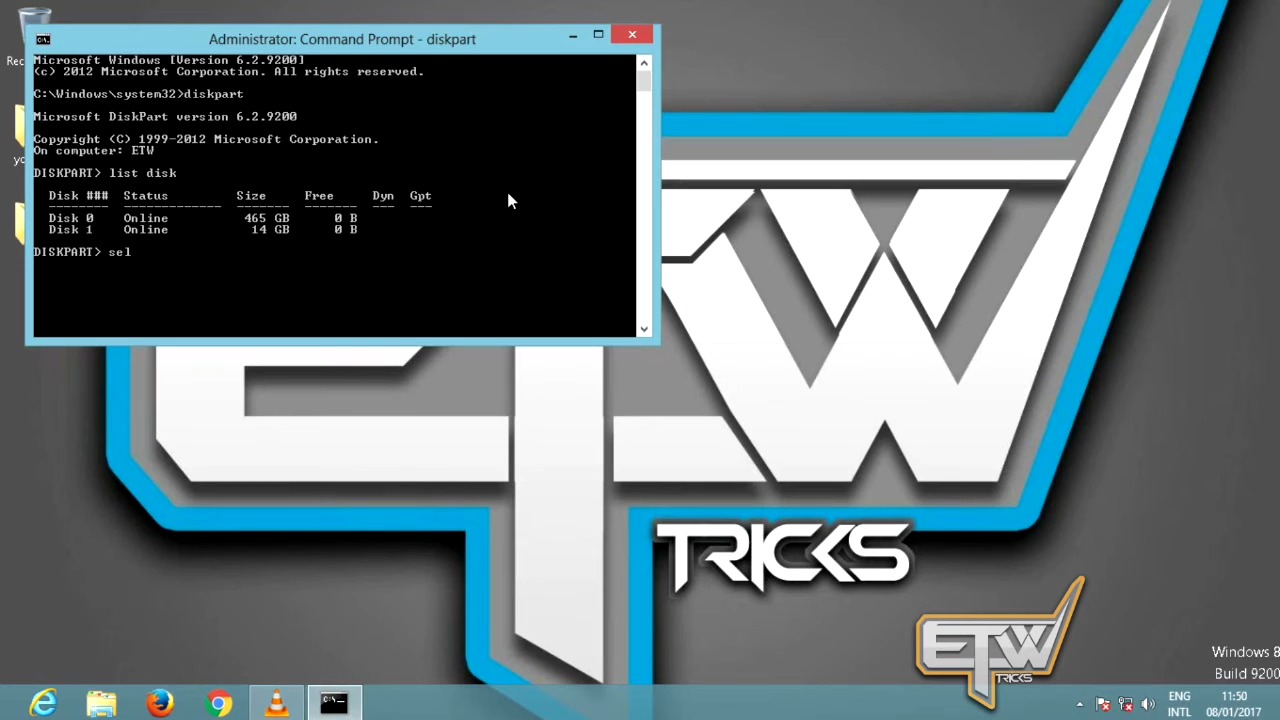 Administrator: Command Prompt - diskpart
Microsoft Windows [Version 6.2.9200]
(c) 2012 Microsoft Corporation. All rights reserved.
C:\Windows\system32>diskpart
Microsoft DiskPart version 6.2.9200
Copyright (C) 1999-2012 Microsoft Corporation.
On computer: ETW
DISKPART> list disk
Disk ### Status Size Free Dyn Gpt
-------- ------------- ------- ------- --- ---
Disk 0 Online 465 GB 0 B
Disk 1 Online 14 GB 0 B
DISKPART> sel
Rec
yo
ETW
TRICKS
ETW
TRICKS
Windows 8
Build 9200
ENG
INTL
11:50
08/01/2017